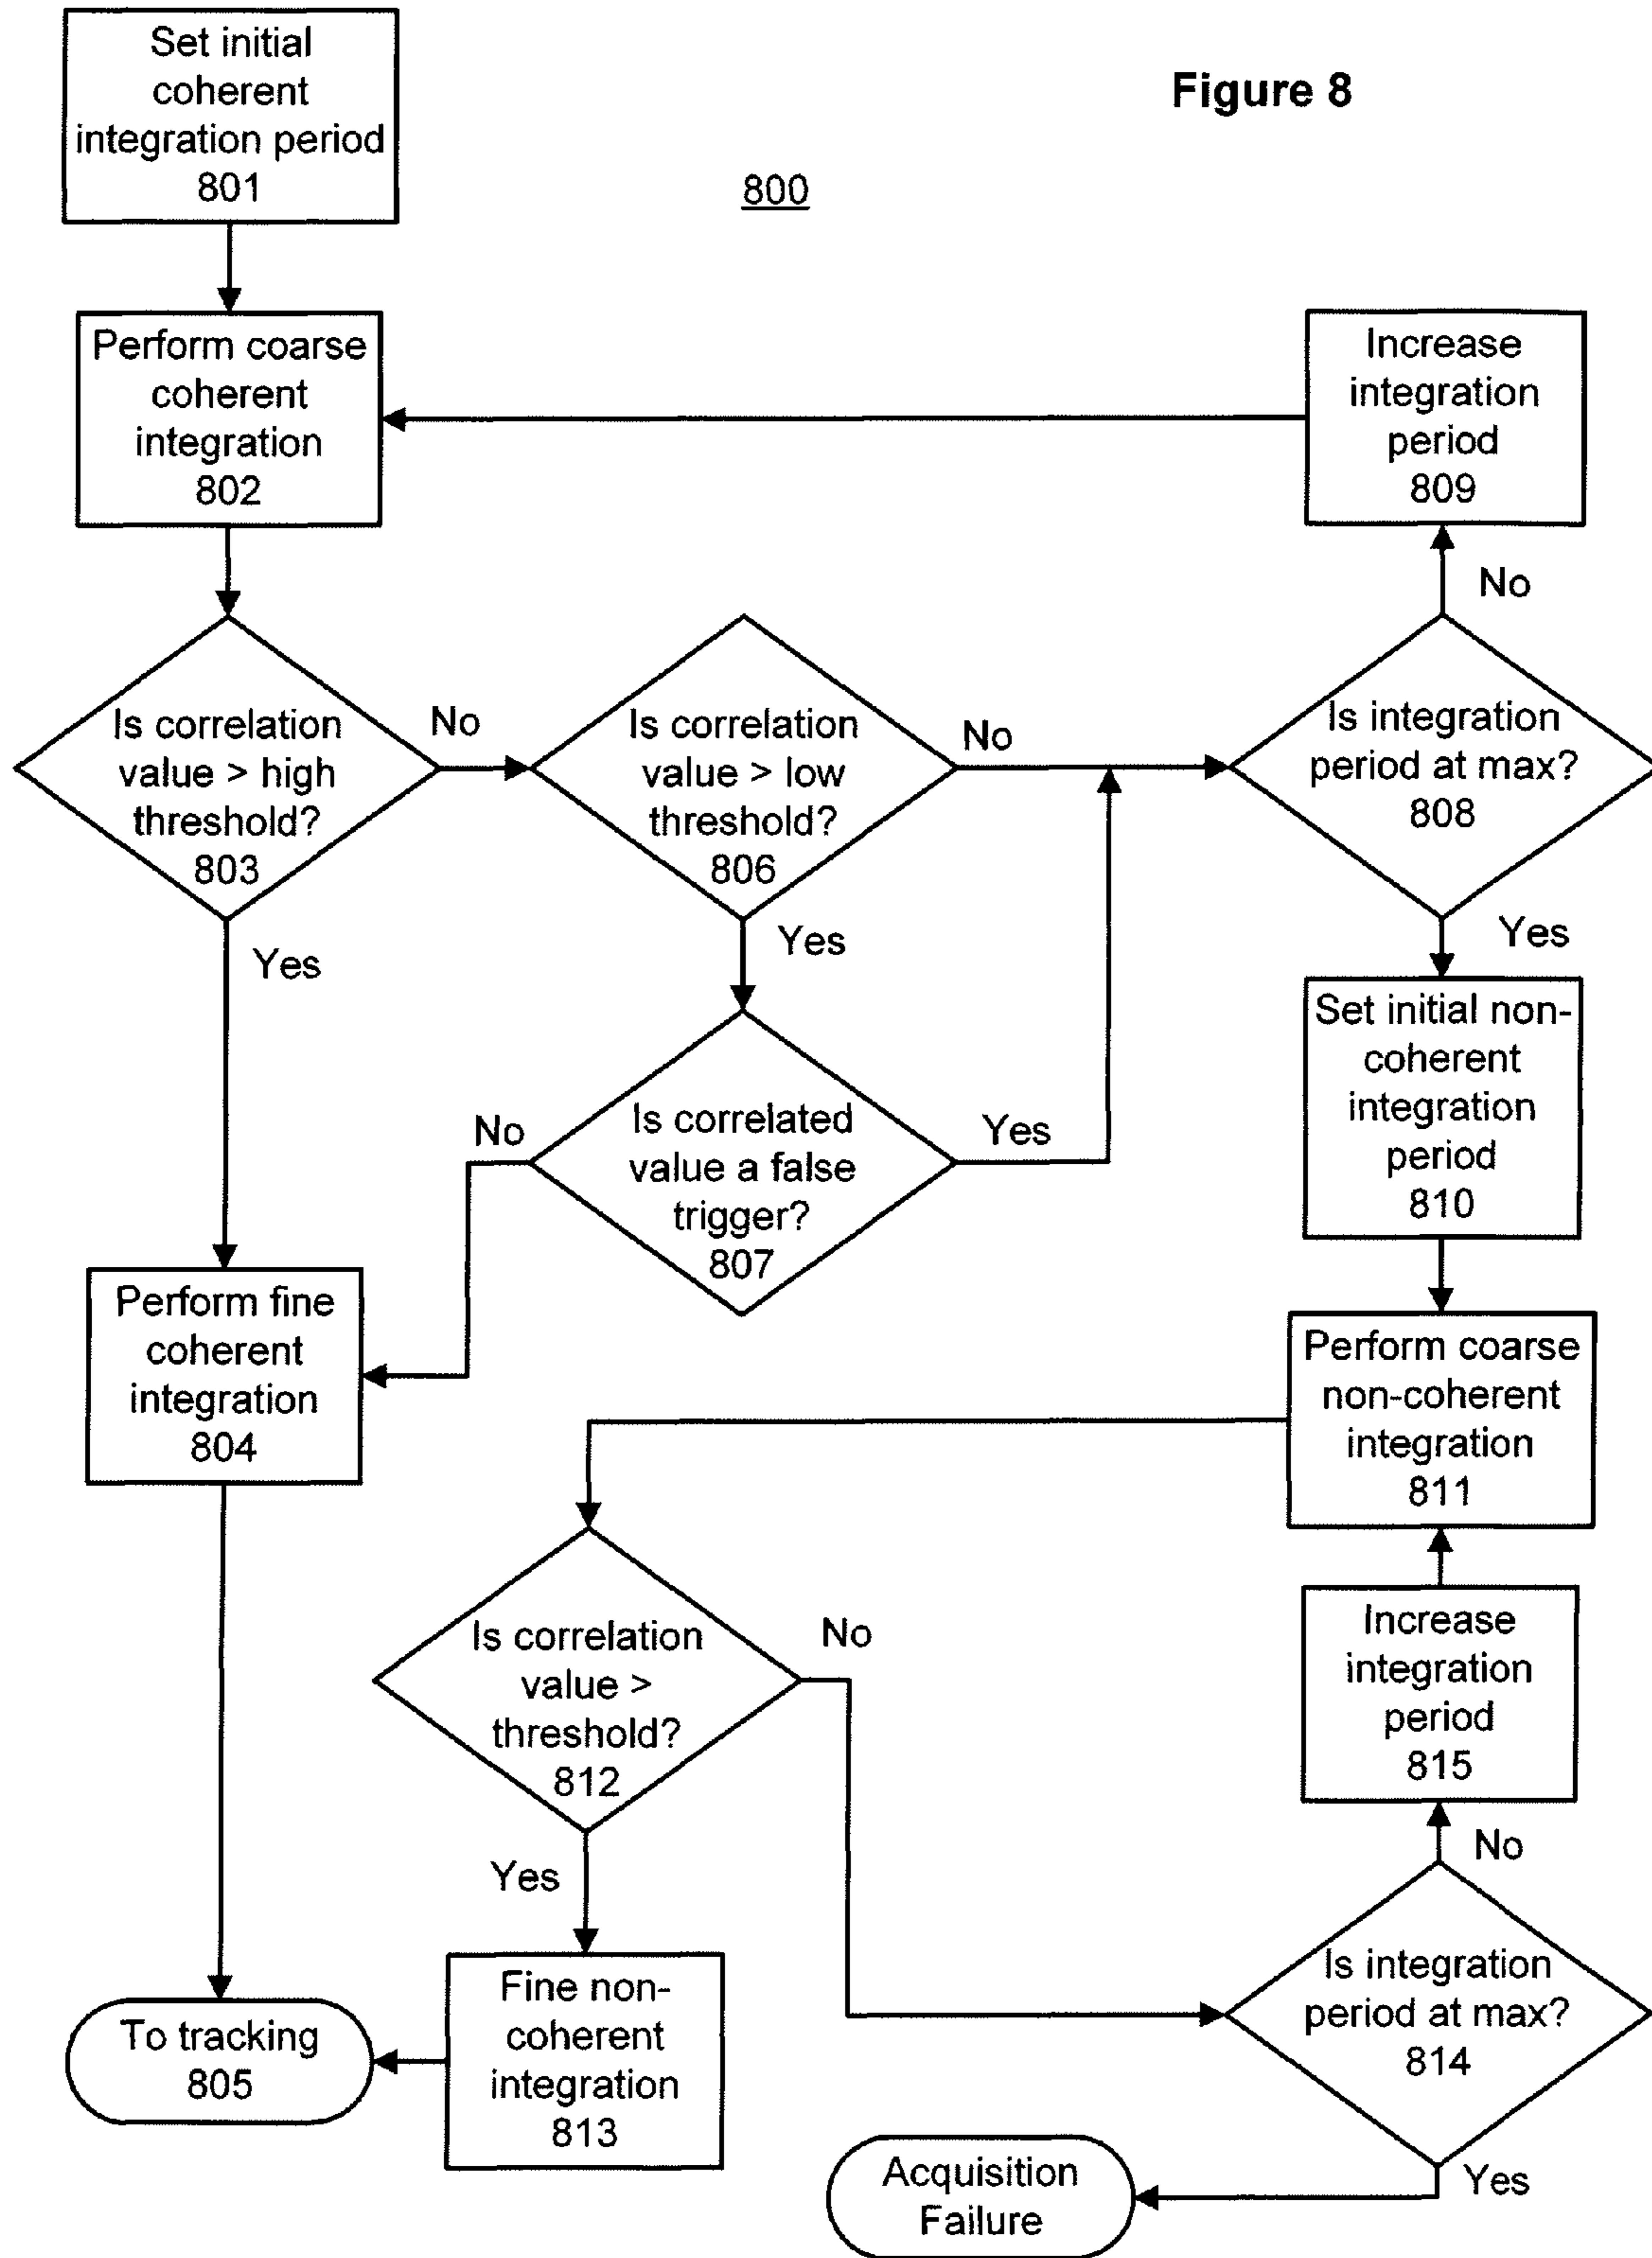 Set initial
coherent
integration period
801
Figure 8
800
Perform coarse
coherent
integration
802
Increase
integration
period
809
No
Is correlation
value > high
threshold?
803
No
Is correlation
value > low
threshold?
806
No
Is integration
period at max?
808
Yes
Yes
Yes
Set initial non-
coherent
integration
period
810
No
Is correlated
value a false
trigger?
807
Yes
Perform fine
coherent
integration
804
Perform coarse
non-coherent
integration
811
Is correlation
value >
threshold?
812
No
Increase
integration
period
815
Yes
No
Is integration
period at max?
814
To tracking
805
Fine non-
coherent
integration
813
Acquisition
Failure
Yes